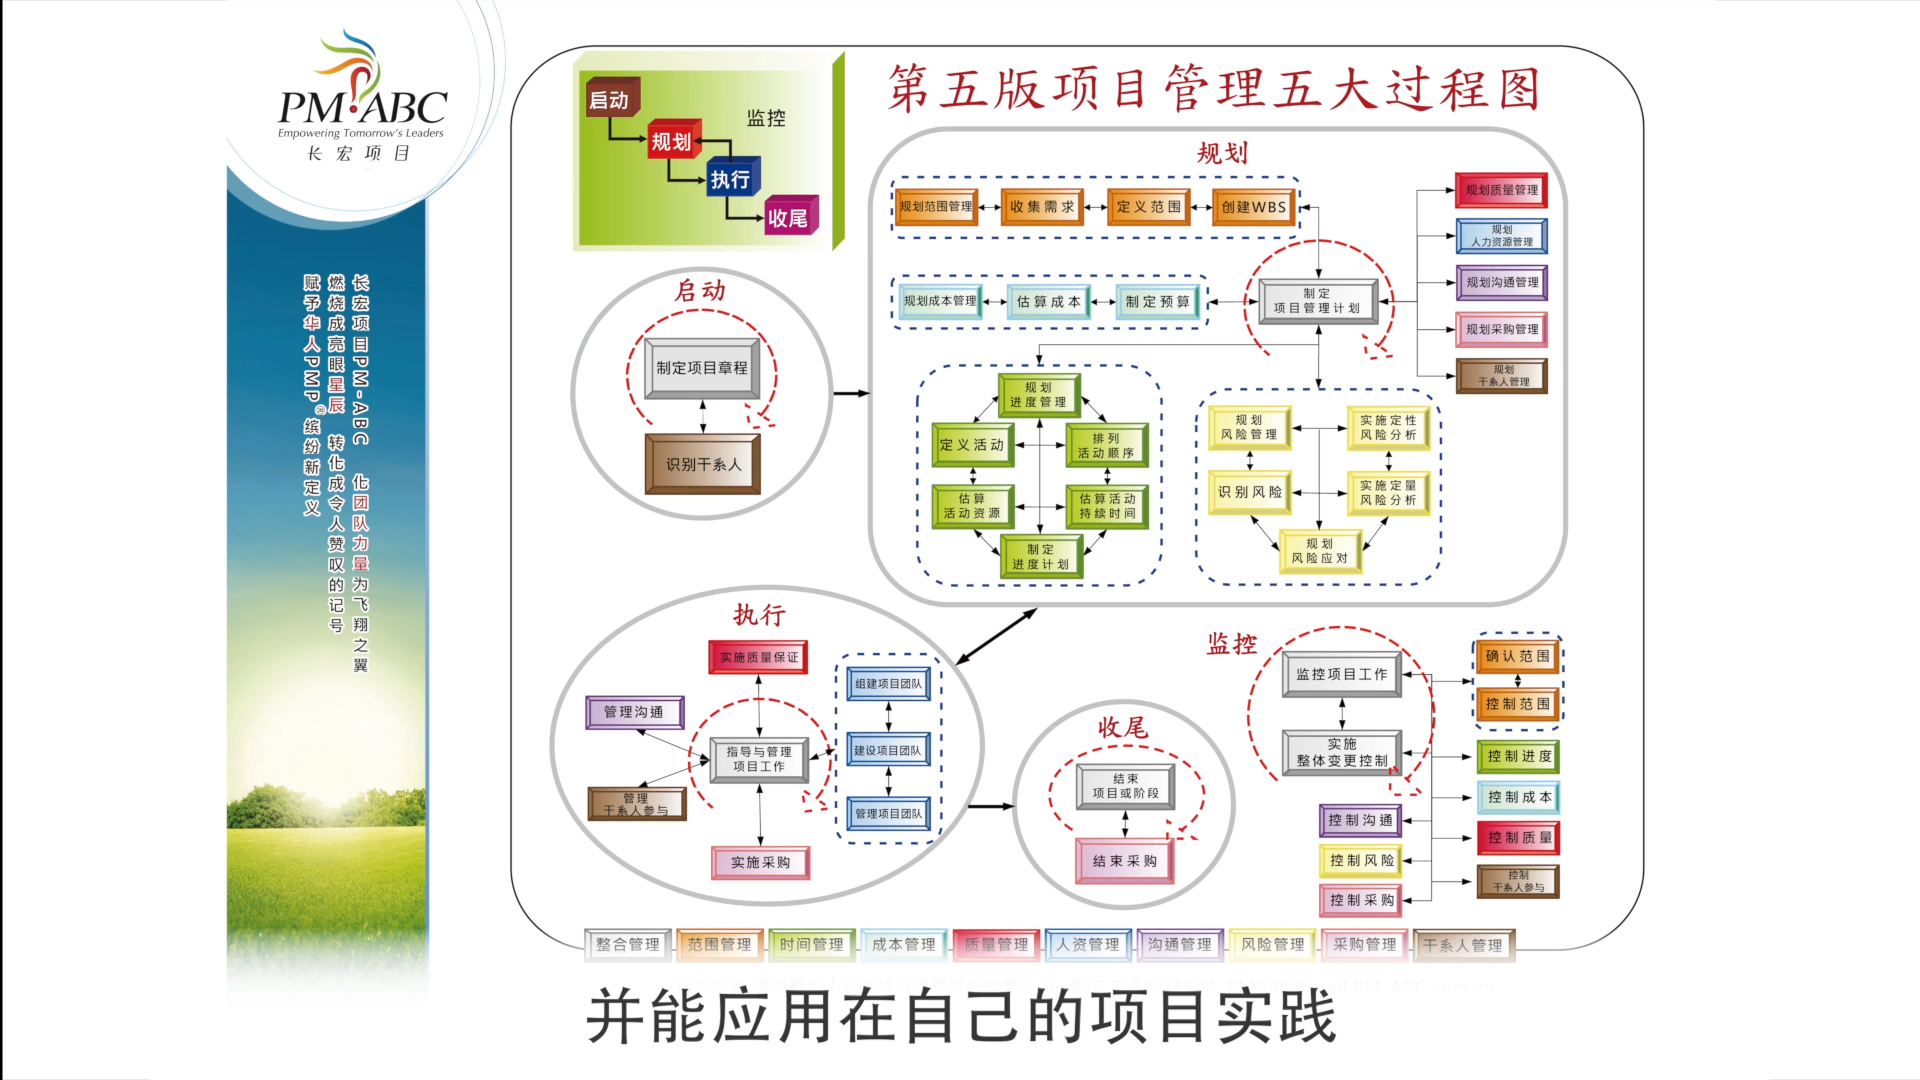 PM ABC
Empowering Tomorrow's Leaders
长宏项目
长宏项目PM-ABC 化团队力量为飞翔之翼
燃烧成亮眼星辰 转化成令人赞叹的记号
赋予华人PMP®缤纷新定义
第五版项目管理五大过程图
启动
规划
执行
收尾
监控
启动
制定项目章程
识别干系人
规划
规划范围管理
收集需求
定义范围
创建WBS
规划成本管理
估算成本
制定预算
制定
项目管理计划
规划质量管理
规划
人力资源管理
规划沟通管理
规划采购管理
规划
干系人管理
规划
进度管理
定义活动
排列
活动顺序
估算
活动资源
估算活动
持续时间
制定
进度计划
规划
风险管理
实施定性
风险分析
识别风险
实施定量
风险分析
规划
风险应对
执行
实施质量保证
管理沟通
指导与管理
项目工作
管理
干系人参与
实施采购
组建项目团队
建设项目团队
管理项目团队
收尾
结束
项目或阶段
结束采购
监控
监控项目工作
实施
整体变更控制
确认范围
控制范围
控制进度
控制成本
控制质量
控制
干系人参与
控制沟通
控制风险
控制采购
整合管理
范围管理
时间管理
成本管理
质量管理
人资管理
沟通管理
风险管理
采购管理
干系人管理
并能应用在自己的项目实践